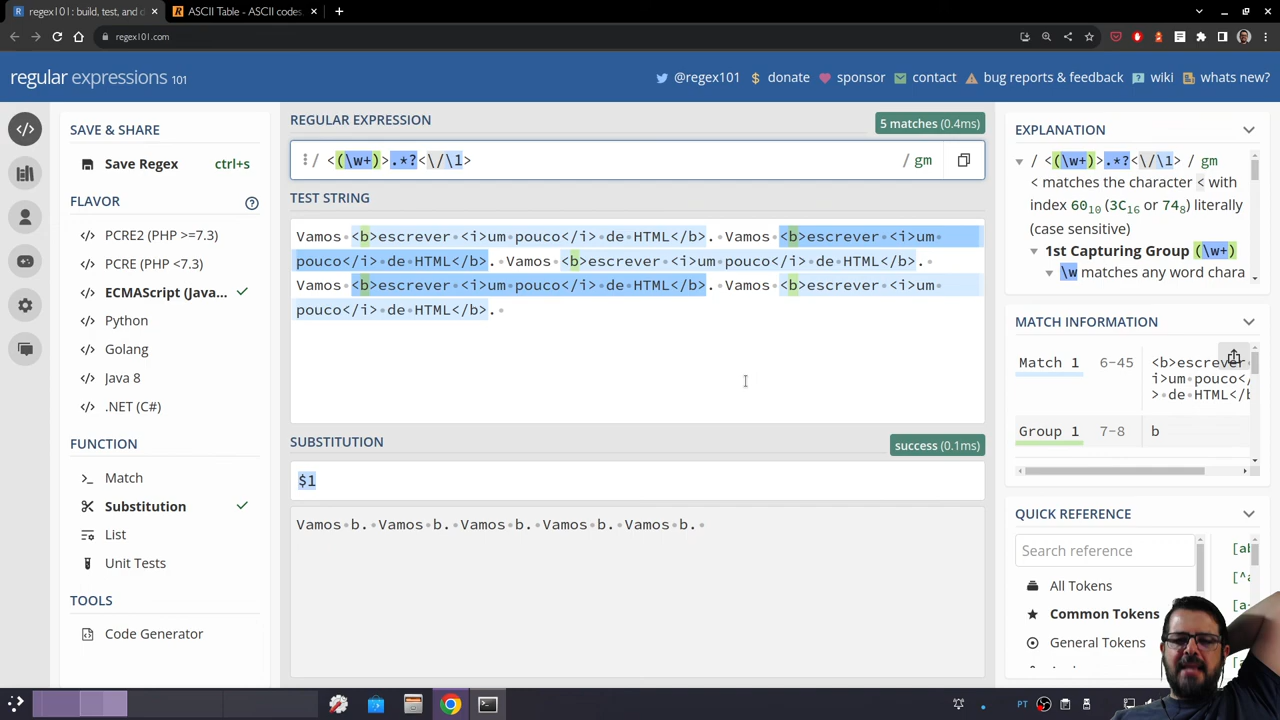 regex101: build, test, and d
ASCII Table - ASCII codes,
regex101.com
regular expressions 101
@regex101
donate
sponsor
contact
bug reports & feedback
wiki
whats new?
SAVE & SHARE
Save Regex
ctrl+s
FLAVOR
PCRE2 (PHP >=7.3)
PCRE (PHP <7.3)
ECMAScript (Java...
Python
Golang
Java 8
.NET (C#)
FUNCTION
Match
Substitution
List
Unit Tests
TOOLS
Code Generator
REGULAR EXPRESSION
5 matches (0.4ms)
/ <(\w+)>.*?<\/\1>
/ gm
TEST STRING
Vamos·<b>escrever·<i>um·pouco</i>·de·HTML</b>.·Vamos·<b>escrever·<i>um·
pouco</i>·de·HTML</b>.·Vamos·<b>escrever·<i>um·pouco</i>·de·HTML</b>.·
Vamos·<b>escrever·<i>um·pouco</i>·de·HTML</b>.·Vamos·<b>escrever·<i>um·
pouco</i>·de·HTML</b>.·
SUBSTITUTION
success (0.1ms)
$1
Vamos·b.·Vamos·b.·Vamos·b.·Vamos·b.·Vamos·b.·
EXPLANATION
/ <(\w+)>.*?<\/\1> / gm
< matches the character < with
index 60₁₀ (3C₁₆ or 74₈) literally
(case sensitive)
1st Capturing Group (\w+)
\w matches any word chara
MATCH INFORMATION
Match 1
6-45
<b>escrever·<
i>um·pouco</
>·de·HTML</b
Group 1
7-8
b
QUICK REFERENCE
Search reference
All Tokens
Common Tokens
General Tokens
[ab
[^a
[a-
PT